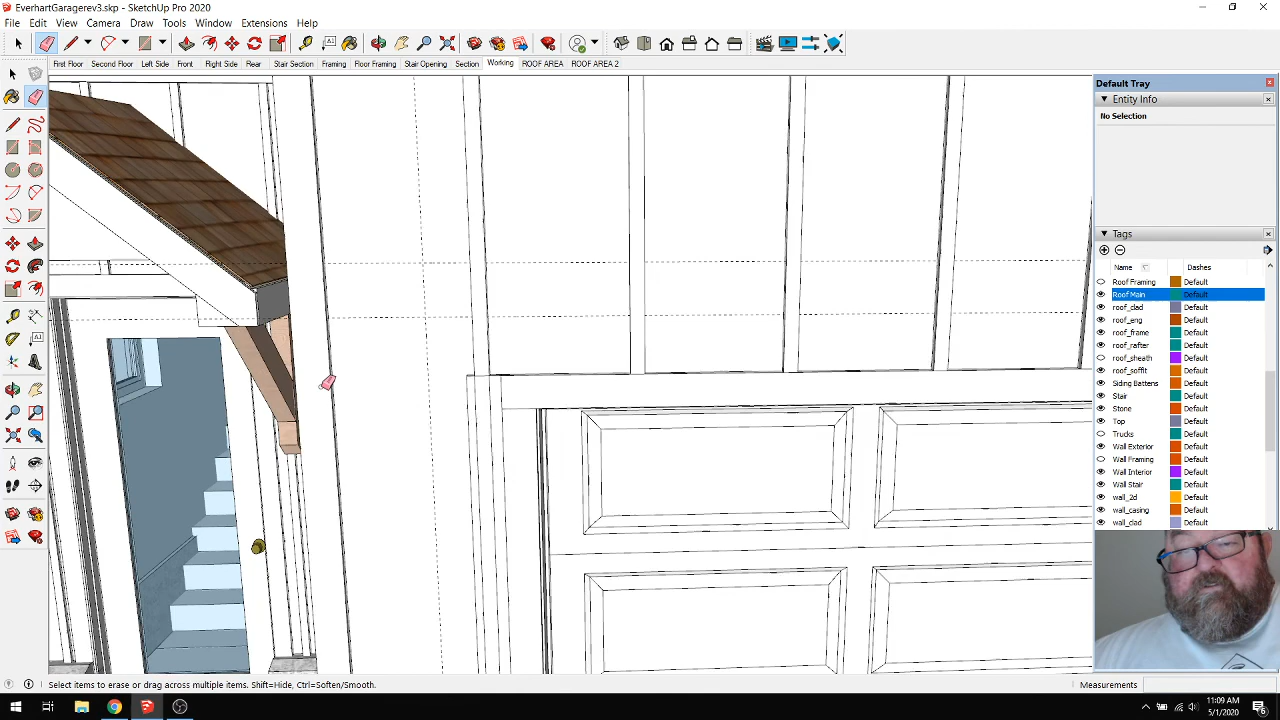 EverhartGaragerev3.skp - SketchUp Pro 2020
File Edit View Camera Draw Tools Window Extensions Help
First Floor Second Floor Left Side Front Right Side Rear Stair Section Framing Floor Framing Stair Opening Section Working ROOF AREA ROOF AREA 2
Default Tray
Entity Info
No Selection
Tags
Name Dashes
Roof Framing Default
Roof Main Default
roof_clad Default
roof_eng Default
roof_frame Default
roof_rafter Default
roof_sheath Default
roof_soffit Default
Siding Battens Default
Stair Default
Stone Default
Top Default
Trucks Default
Wall Exterior Default
Wall Framing Default
Wall Interior Default
Wall Stair Default
wall_2d Default
wall_casing Default
wall_clad Default
Select items to erase or drag across multiple items. Shift=Hide, Ctrl=Soften/Smooth.
Measurements
11:09 AM
5/1/2020